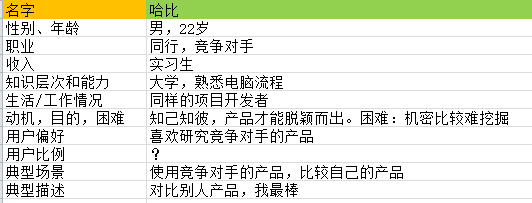 名字 哈比
性别、年龄 男，22岁
职业 同行，竞争对手
收入 实习生
知识层次和能力 大学，熟悉电脑流程
生活/工作情况 同样的项目开发者
动机，目的，困难 知己知彼，产品才能脱颖而出。困难：机密比较难挖掘
用户偏好 喜欢研究竞争对手的产品
用户比例 ？
典型场景 使用竞争对手的产品，比较自己的产品
典型描述 对比别人产品，我最棒